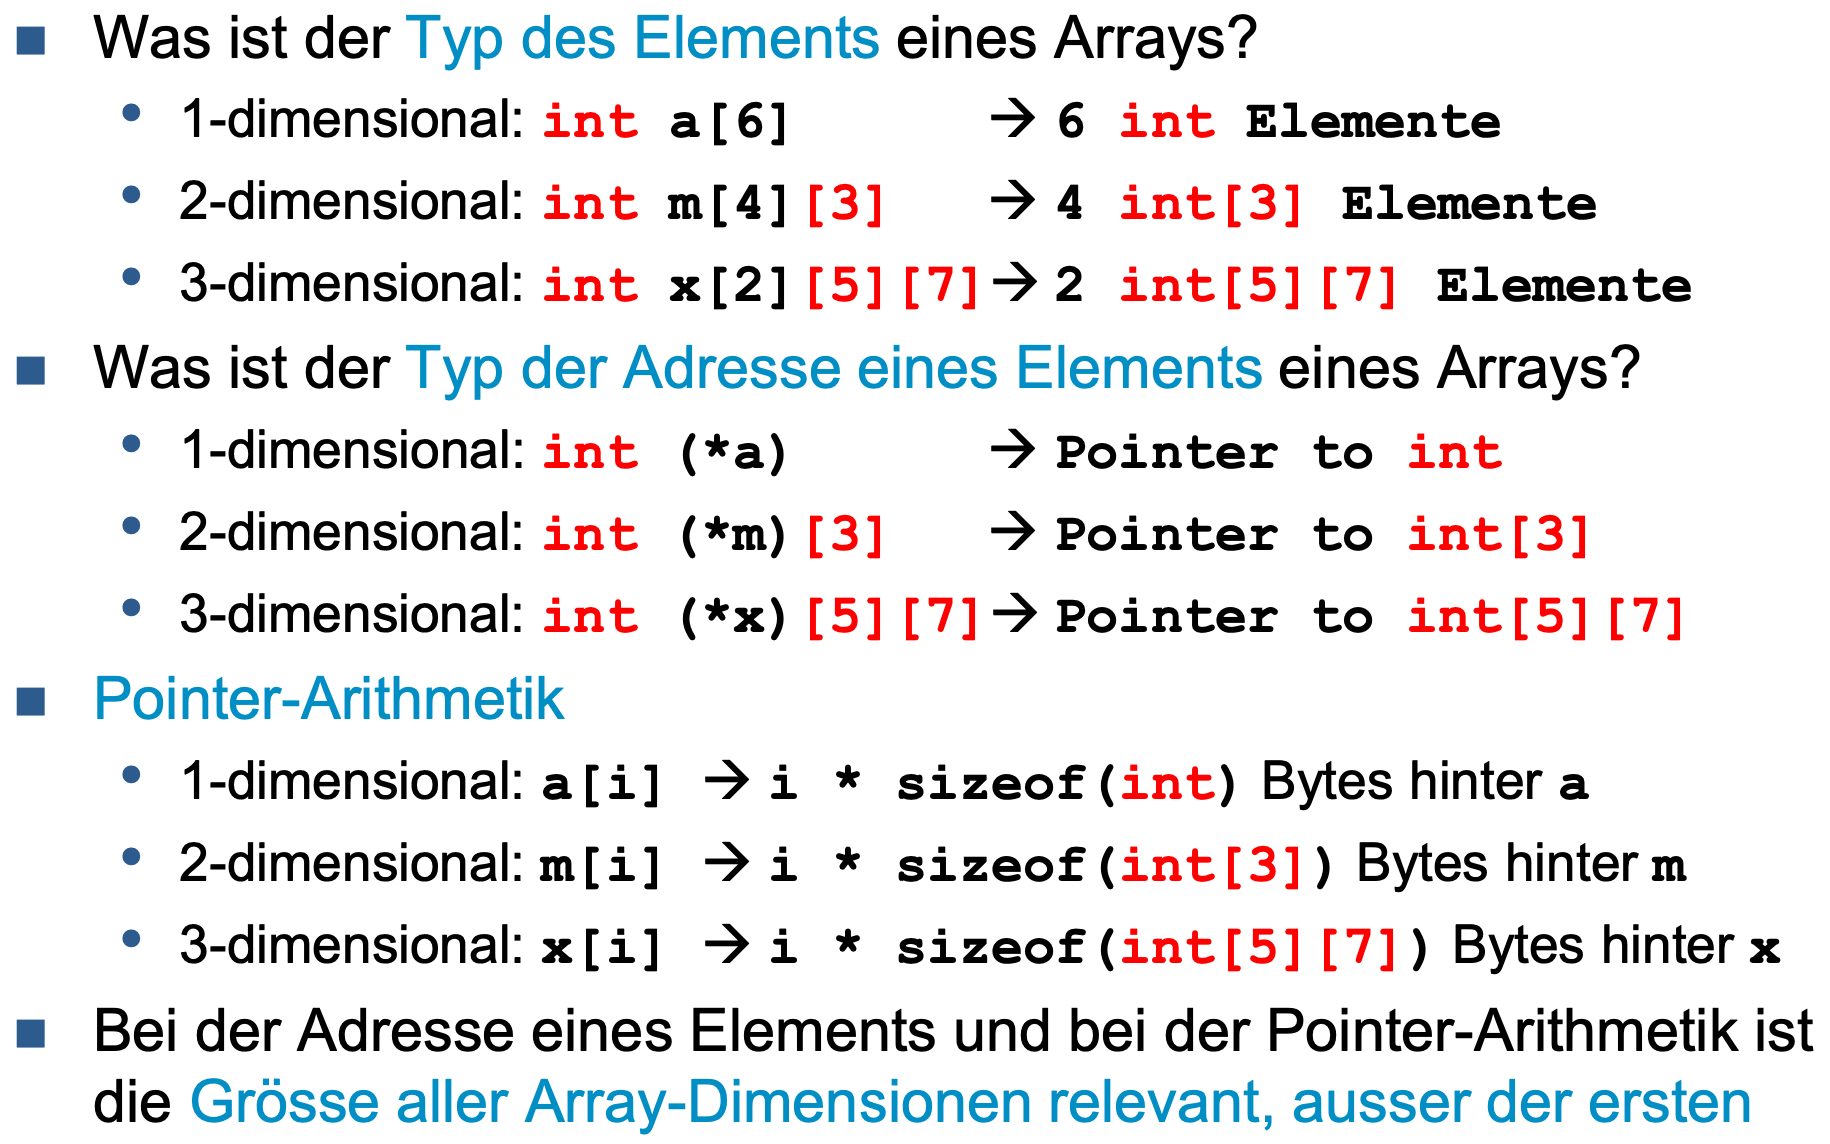 ■ Was ist der Typ des Elements eines Arrays?
• 1-dimensional: int a[6] → 6 int Elemente
• 2-dimensional: int m[4][3] → 4 int[3] Elemente
• 3-dimensional: int x[2][5][7] → 2 int[5][7] Elemente
■ Was ist der Typ der Adresse eines Elements eines Arrays?
• 1-dimensional: int (*a) → Pointer to int
• 2-dimensional: int (*m)[3] → Pointer to int[3]
• 3-dimensional: int (*x)[5][7] → Pointer to int[5][7]
■ Pointer-Arithmetik
• 1-dimensional: a[i] → i * sizeof(int) Bytes hinter a
• 2-dimensional: m[i] → i * sizeof(int[3]) Bytes hinter m
• 3-dimensional: x[i] → i * sizeof(int[5][7]) Bytes hinter x
■ Bei der Adresse eines Elements und bei der Pointer-Arithmetik ist
die Grösse aller Array-Dimensionen relevant, ausser der ersten